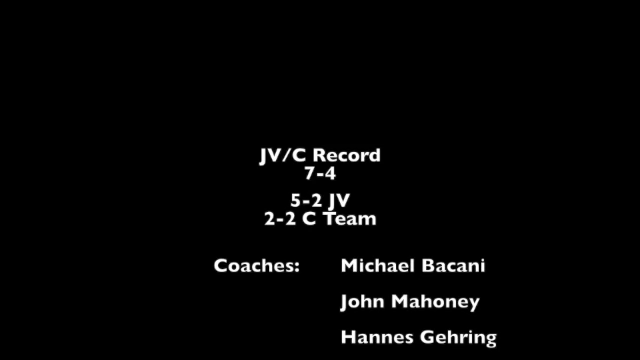 JV/C Record
7-4
5-2 JV
2-2 C Team
Coaches: Michael Bacani
John Mahoney
Hannes Gehring